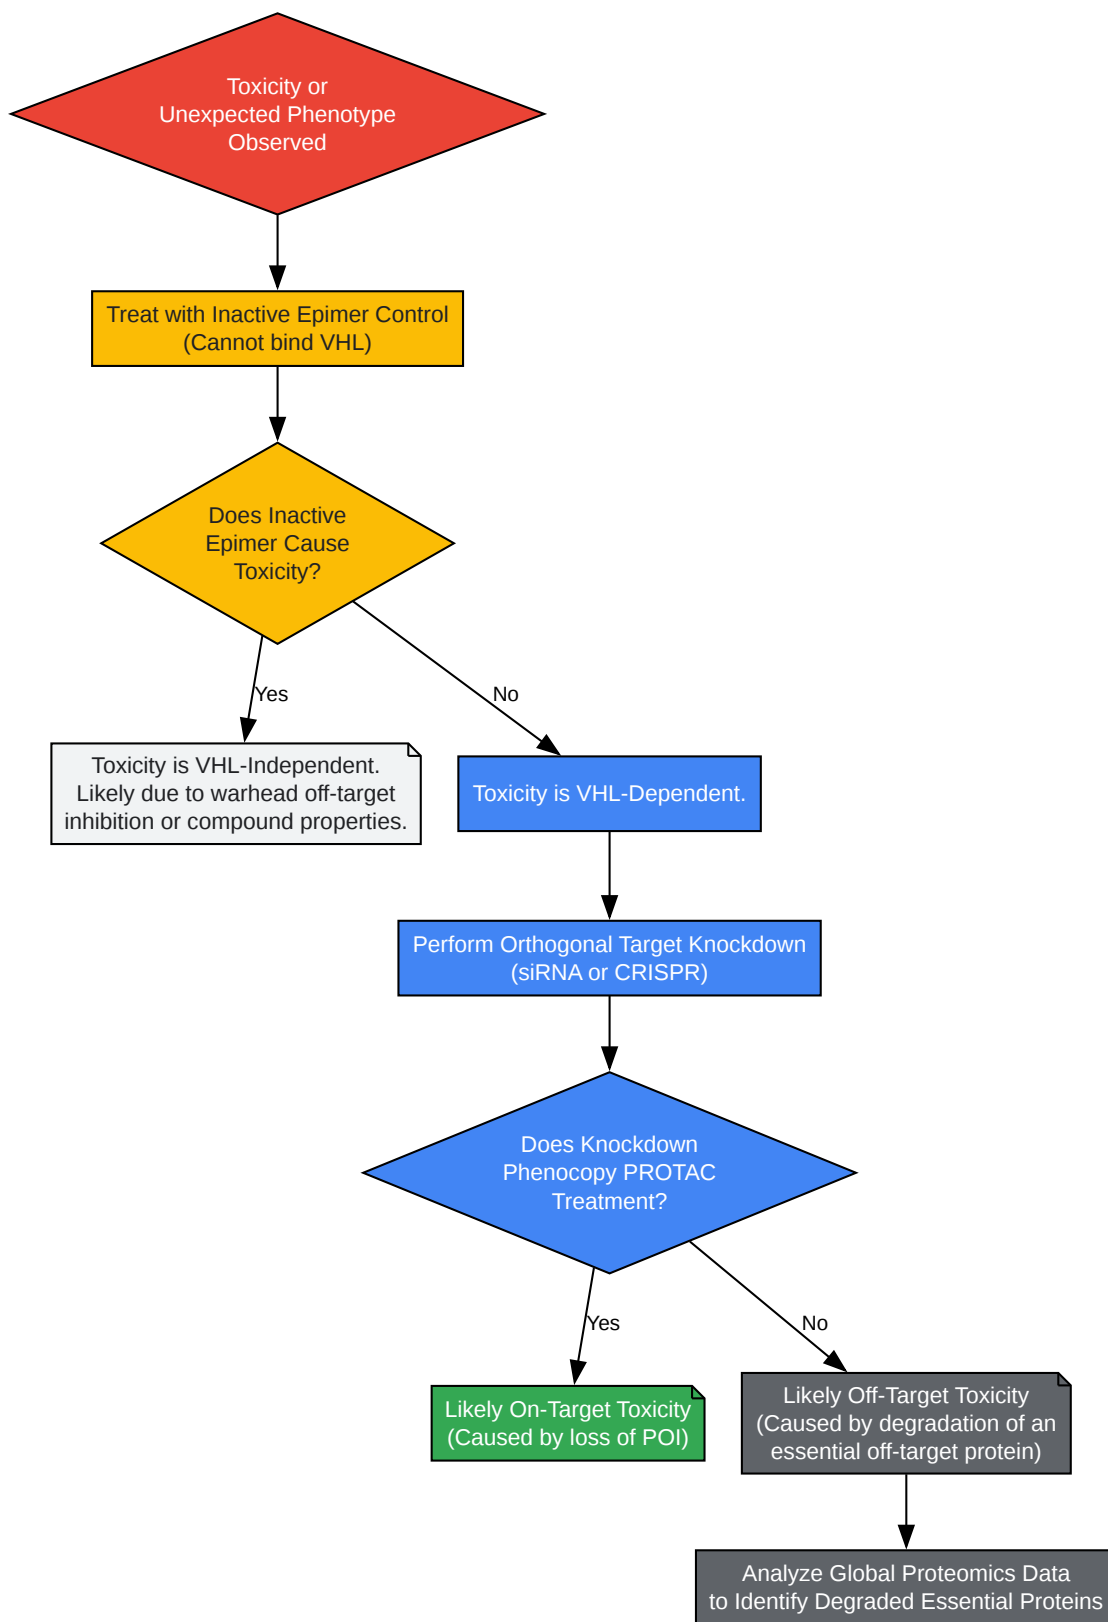 Toxicity or
Unexpected Phenotype
Observed
Treat with Inactive Epimer Control
(Cannot bind VHL)
Does Inactive
Epimer Cause
Toxicity?
Yes
No
Toxicity is VHL-Independent.
Likely due to warhead off-target
inhibition or compound properties.
Toxicity is VHL-Dependent.
Perform Orthogonal Target Knockdown
(siRNA or CRISPR)
Does Knockdown
Phenocopy PROTAC
Treatment?
Yes
No
Likely On-Target Toxicity
(Caused by loss of POI)
Likely Off-Target Toxicity
(Caused by degradation of an
essential off-target protein)
Analyze Global Proteomics Data
to Identify Degraded Essential Proteins